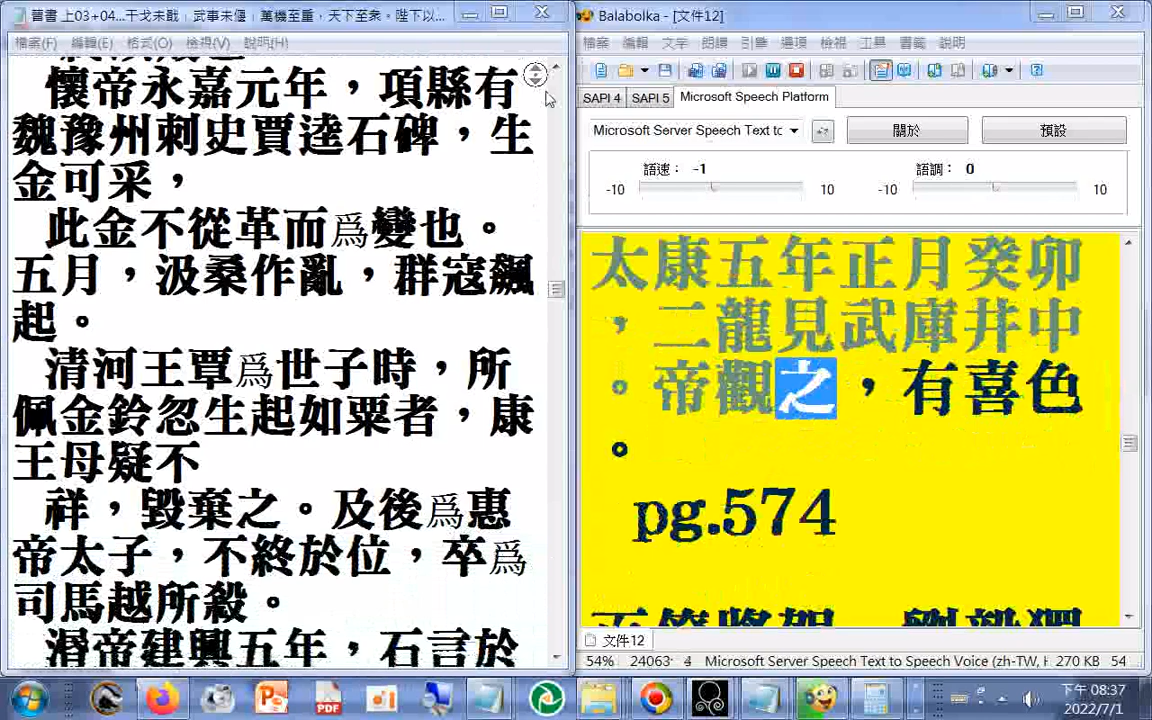 晉書 上03+04...干戈未戢，武事未偃，萬機至重，天下至衆。陛下以...
檔案(F) 編輯(E) 格式(O) 檢視(V) 說明(H)
懷帝永嘉元年，項縣有
魏豫州刺史賈逵石碑，生
金可采，
此金不從革而爲變也。
五月，汲桑作亂，群寇飆
起。
清河王覃爲世子時，所
佩金鈴忽生起如粟者，康
王母疑不
祥，毀棄之。及後爲惠
帝太子，不終於位，卒爲
司馬越所殺。
湣帝建興五年，石言於
Balabolka - [文件12]
檔案 編輯 文字 朗讀 引擎 選項 檢視 工具 書籤 說明
SAPI 4 SAPI 5 Microsoft Speech Platform
Microsoft Server Speech Text to
關於
預設
語速： -1
語調： 0
-10 10 -10 10
太康五年正月癸卯
，二龍見武庫井中
。帝觀之，有喜色
。
pg.574
文件12
54% 24063 4 Microsoft Server Speech Text to Speech Voice (zh-TW, H 270 KB 54
PDF
下午 08:37
2022/7/1